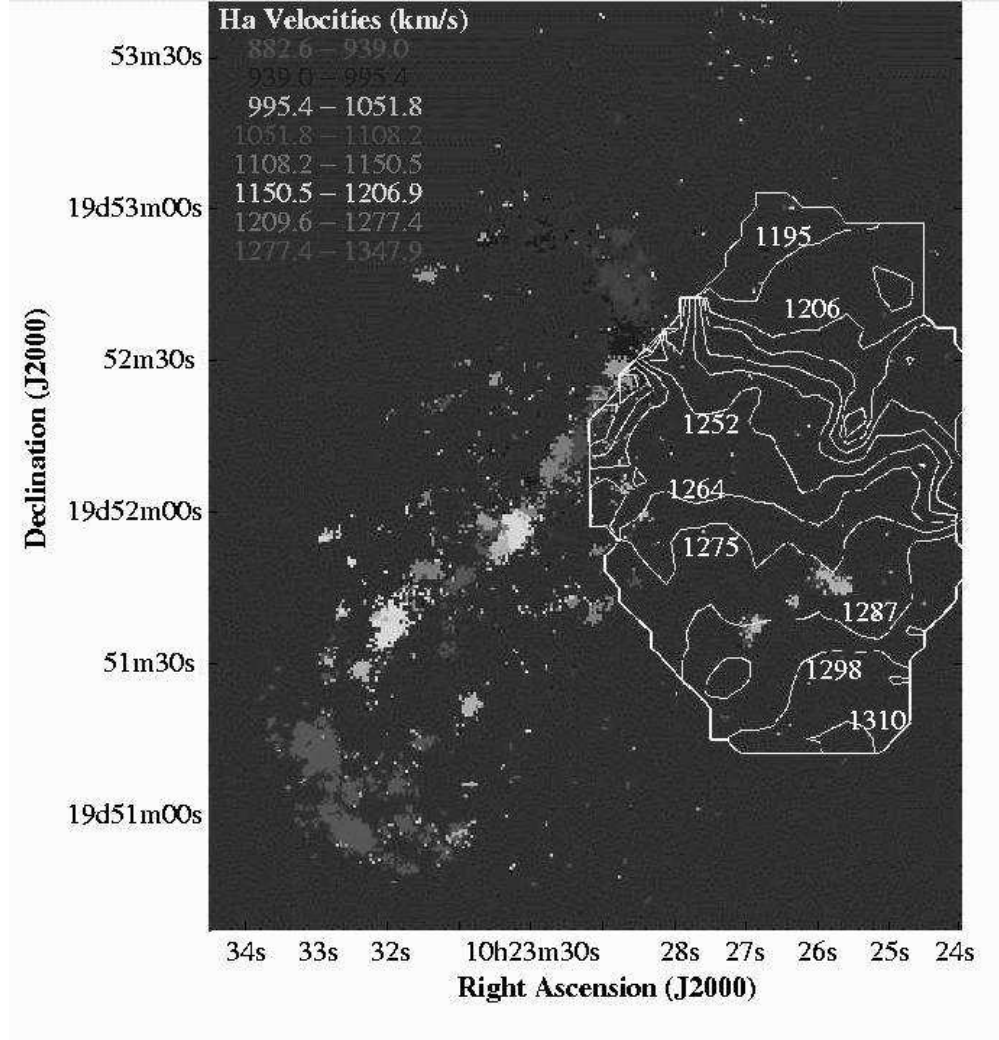 Ha Velocities (km/s)
882.6 – 939.0
939.0 – 995.4
995.4 – 1051.8
1051.8 – 1108.2
1108.2 – 1150.5
1150.5 – 1206.9
1209.6 – 1277.4
1277.4 – 1347.9
53m30s
19d53m00s
52m30s
19d52m00s
51m30s
19d51m00s
Declination (J2000)
1195
1206
1252
1264
1275
1287
1298
1310
34s 33s 32s 10h23m30s 28s 27s 26s 25s 24s
Right Ascension (J2000)